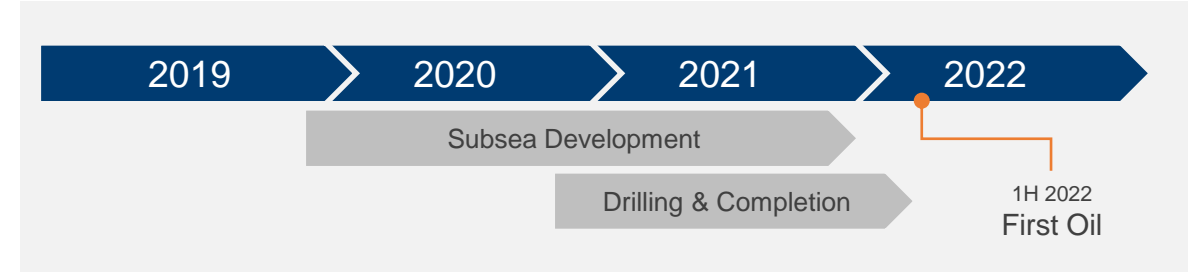 2019 2020 2021 2022
Subsea Development
Drilling & Completion
1H 2022
First Oil